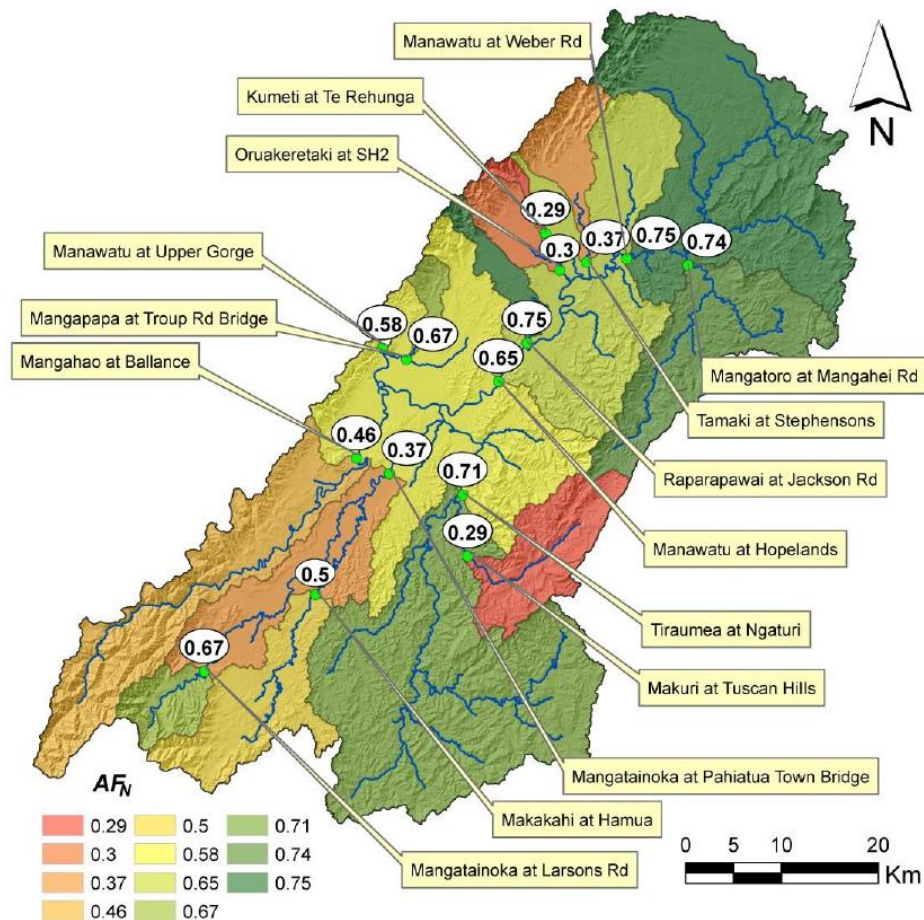 Manawatu at Weber Rd
Kumeti at Te Rehunga
Oruakeretaki at SH2
N
0.29
0.3
0.37
0.75
0.74
Manawatu at Upper Gorge
Mangapapa at Troup Rd Bridge
Mangahao at Ballance
0.58
0.67
0.75
0.65
Mangatoro at Mangahei Rd
Tamaki at Stephensons
0.46
0.37
0.71
Raparapawai at Jackson Rd
0.29
Manawatu at Hopelands
0.5
Tiraumea at Ngaturi
0.67
Makuri at Tuscan Hills
Mangatainoka at Pahiatua Town Bridge
Makakahi at Hamua
Mangatainoka at Larsons Rd
AFN
0.29 0.5 0.71
0.3 0.58 0.74
0.37 0.65 0.75
0.46 0.67
0 5 10 20
Km